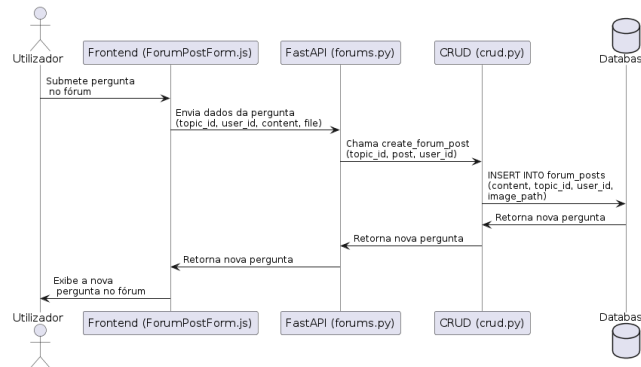 Utilizador
Frontend (ForumPostForm.js)
FastAPI (forums.py)
CRUD (crud.py)
Databas
Submete pergunta
no fórum
Envia dados da pergunta
(topic_id, user_id, content, file)
Chama create_forum_post
(topic_id, post, user_id)
INSERT INTO forum_posts
(content, topic_id, user_id,
image_path)
Retorna nova pergunta
Retorna nova pergunta
Retorna nova pergunta
Exibe a nova
pergunta no fórum
Utilizador
Frontend (ForumPostForm.js)
FastAPI (forums.py)
CRUD (crud.py)
Databas